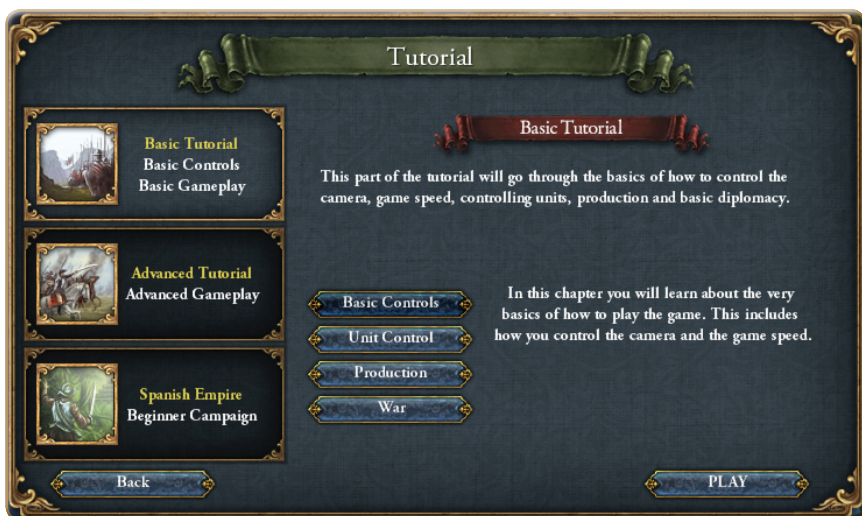 Tutorial
Basic Tutorial
Basic Controls
Basic Gameplay
Advanced Tutorial
Advanced Gameplay
Spanish Empire
Beginner Campaign
Back
Basic Tutorial
This part of the tutorial will go through the basics of how to control the
camera, game speed, controlling units, production and basic diplomacy.
Basic Controls
Unit Control
Production
War
In this chapter you will learn about the very
basics of how to play the game. This includes
how you control the camera and the game speed.
PLAY